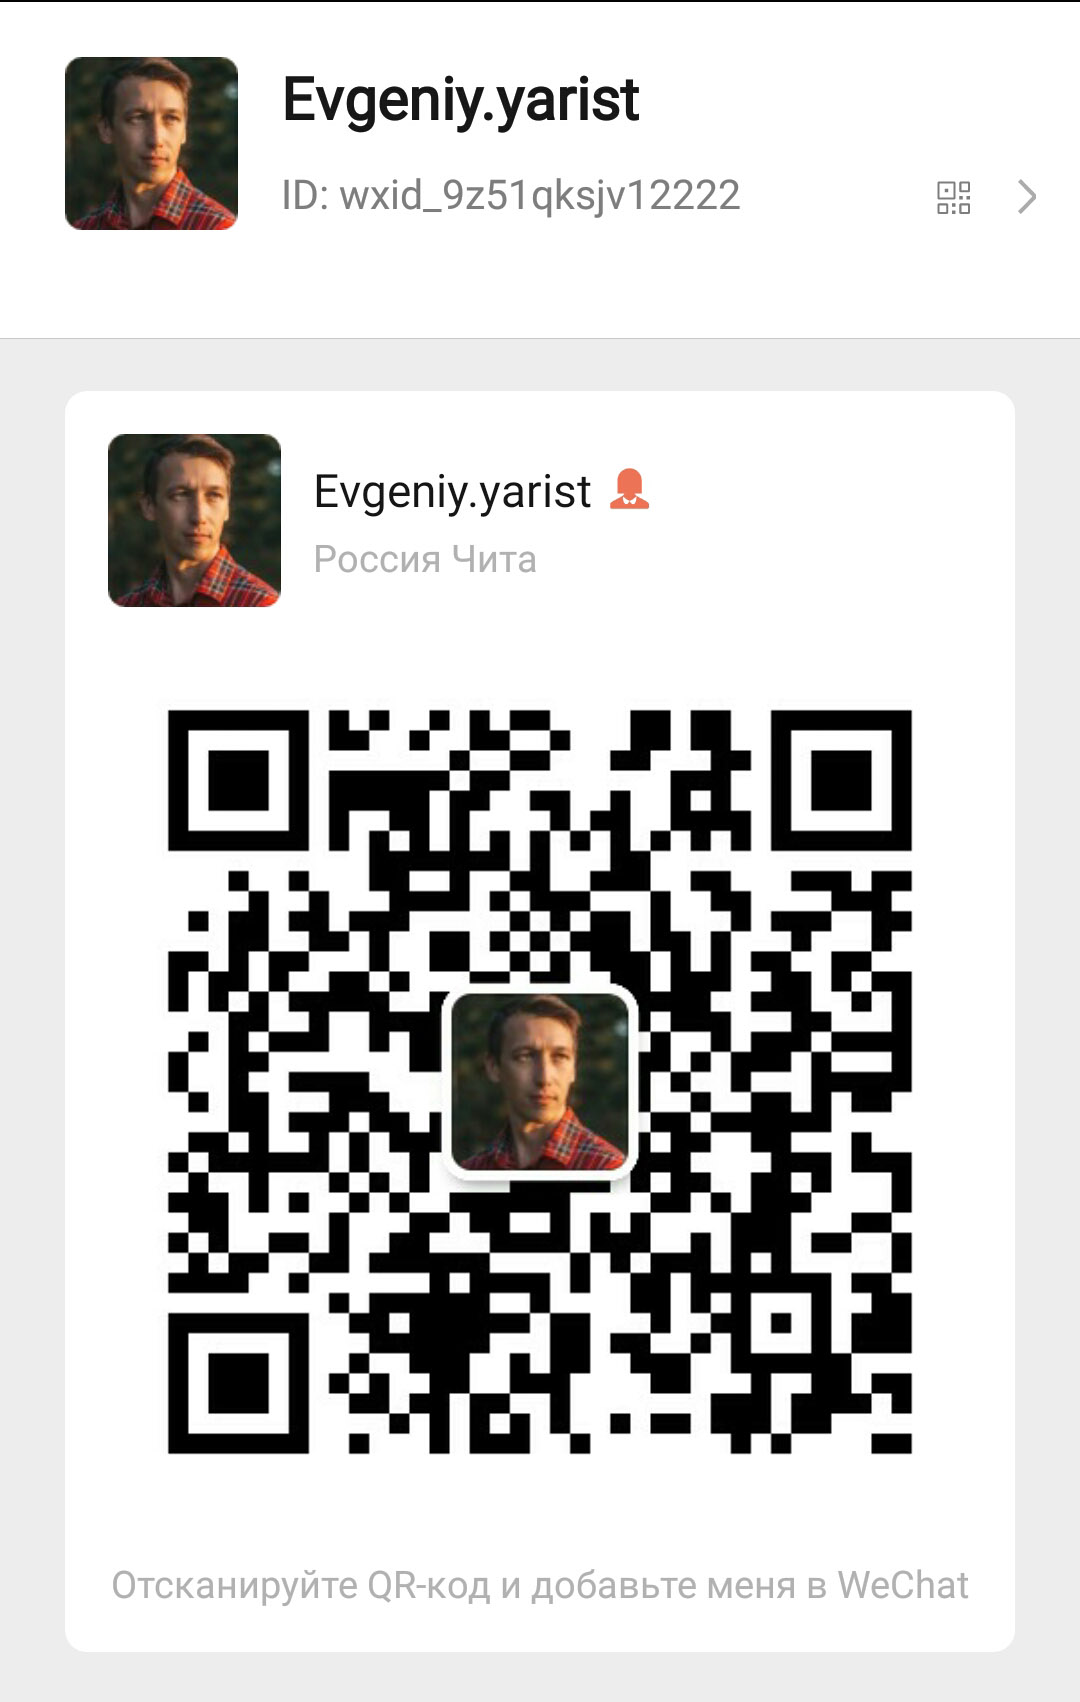 Evgeniy.yarist
ID: wxid_9z51qksjv12222
Evgeniy.yarist
Россия Чита
Отсканируйте QR-код и добавьте меня в WeChat